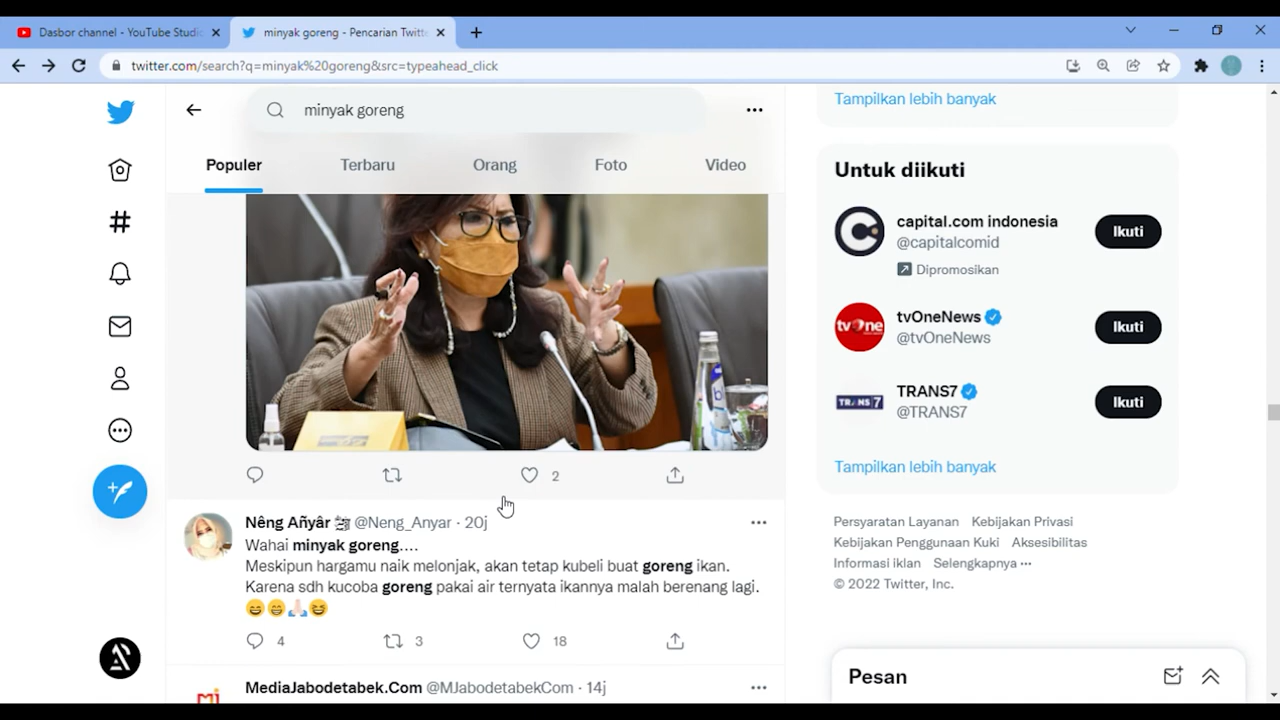 Dasbor channel - YouTube Studio
minyak goreng - Pencarian Twitte
twitter.com/search?q=minyak%20goreng&src=typeahead_click
minyak goreng
Populer
Terbaru
Orang
Foto
Video
2
Nêng Añyâr @Neng_Anyar · 20j
Wahai minyak goreng....
Meskipun hargamu naik melonjak, akan tetap kubeli buat goreng ikan.
Karena sdh kucoba goreng pakai air ternyata ikannya malah berenang lagi.
😄😁🙏🏻😆
4
3
18
MediaJabodetabek.Com @MJabodetabekCom · 14j
Tampilkan lebih banyak
Untuk diikuti
capital.com indonesia
@capitalcomid
Dipromosikan
Ikuti
tvOne
tvOneNews
@tvOneNews
Ikuti
TRANS7
TRANS7
@TRANS7
Ikuti
Tampilkan lebih banyak
Persyaratan Layanan Kebijakan Privasi
Kebijakan Penggunaan Kuki Aksesibilitas
Informasi iklan Selengkapnya ···
© 2022 Twitter, Inc.
Pesan